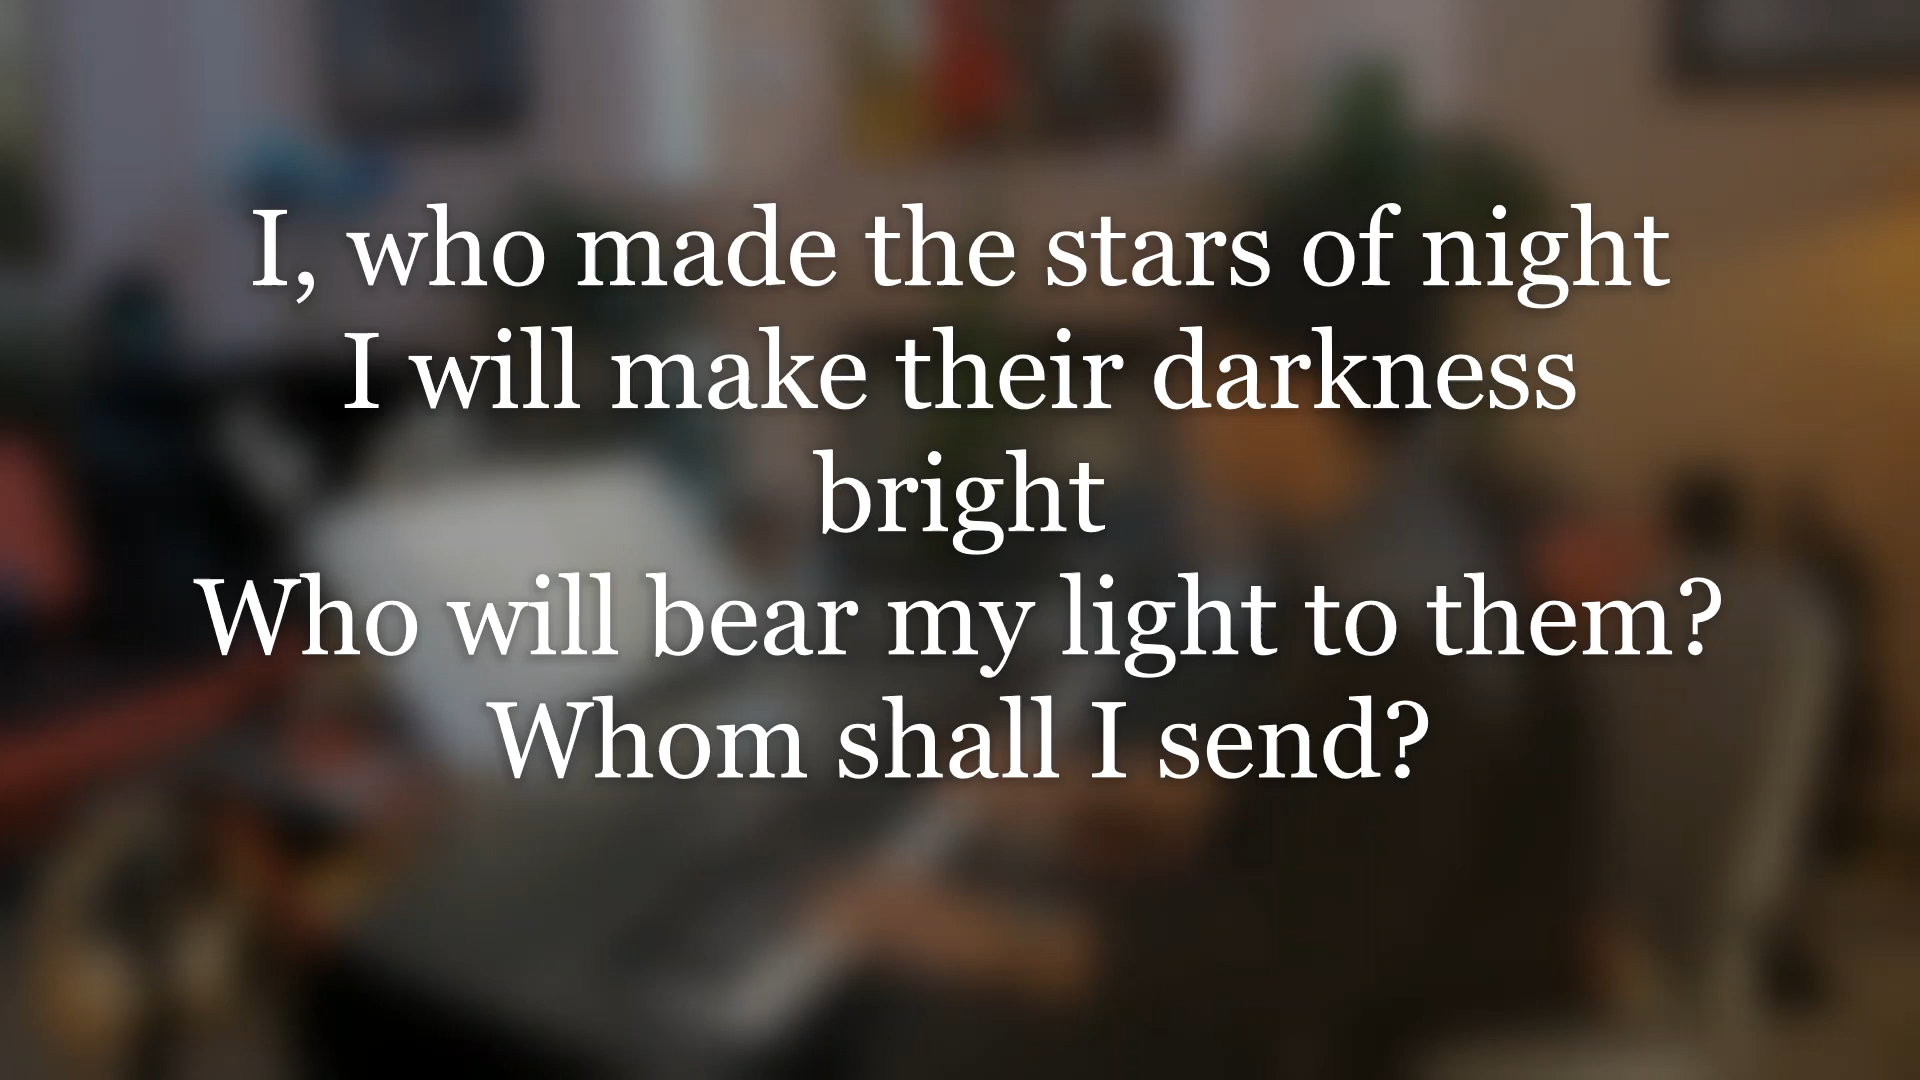 I, who made the stars of night
I will make their darkness
bright
Who will bear my light to them?
Whom shall I send?